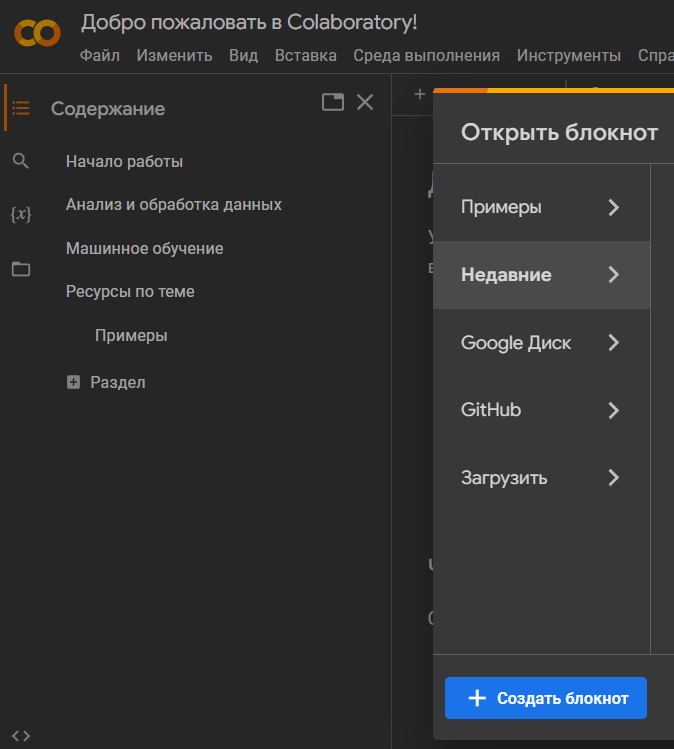 Добро пожаловать в Colaboratory!
Файл Изменить Вид Вставка Среда выполнения Инструменты Спра
Содержание
Начало работы
Анализ и обработка данных
Машинное обучение
Ресурсы по теме
Примеры
Раздел
{x}
Открыть блокнот
Примеры
Недавние
Google Диск
GitHub
Загрузить
+ Создать блокнот